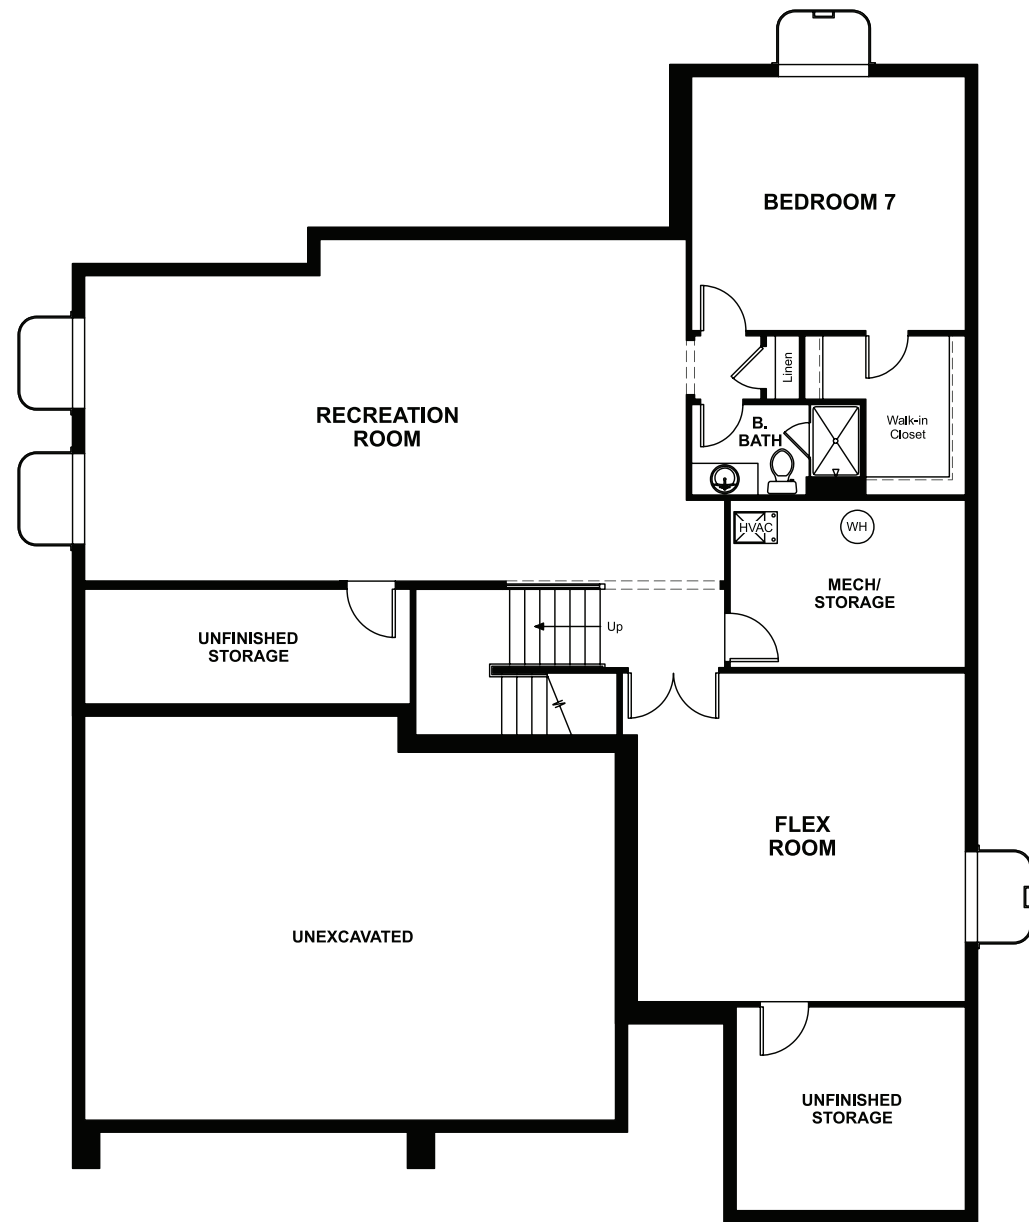 BEDROOM 7
Linen
RECREATION
ROOM
B.
BATH
Walk-in
Closet
HVAC
WH
MECH/
STORAGE
UNFINISHED
STORAGE
Up
FLEX
ROOM
UNEXCAVATED
UNFINISHED
STORAGE